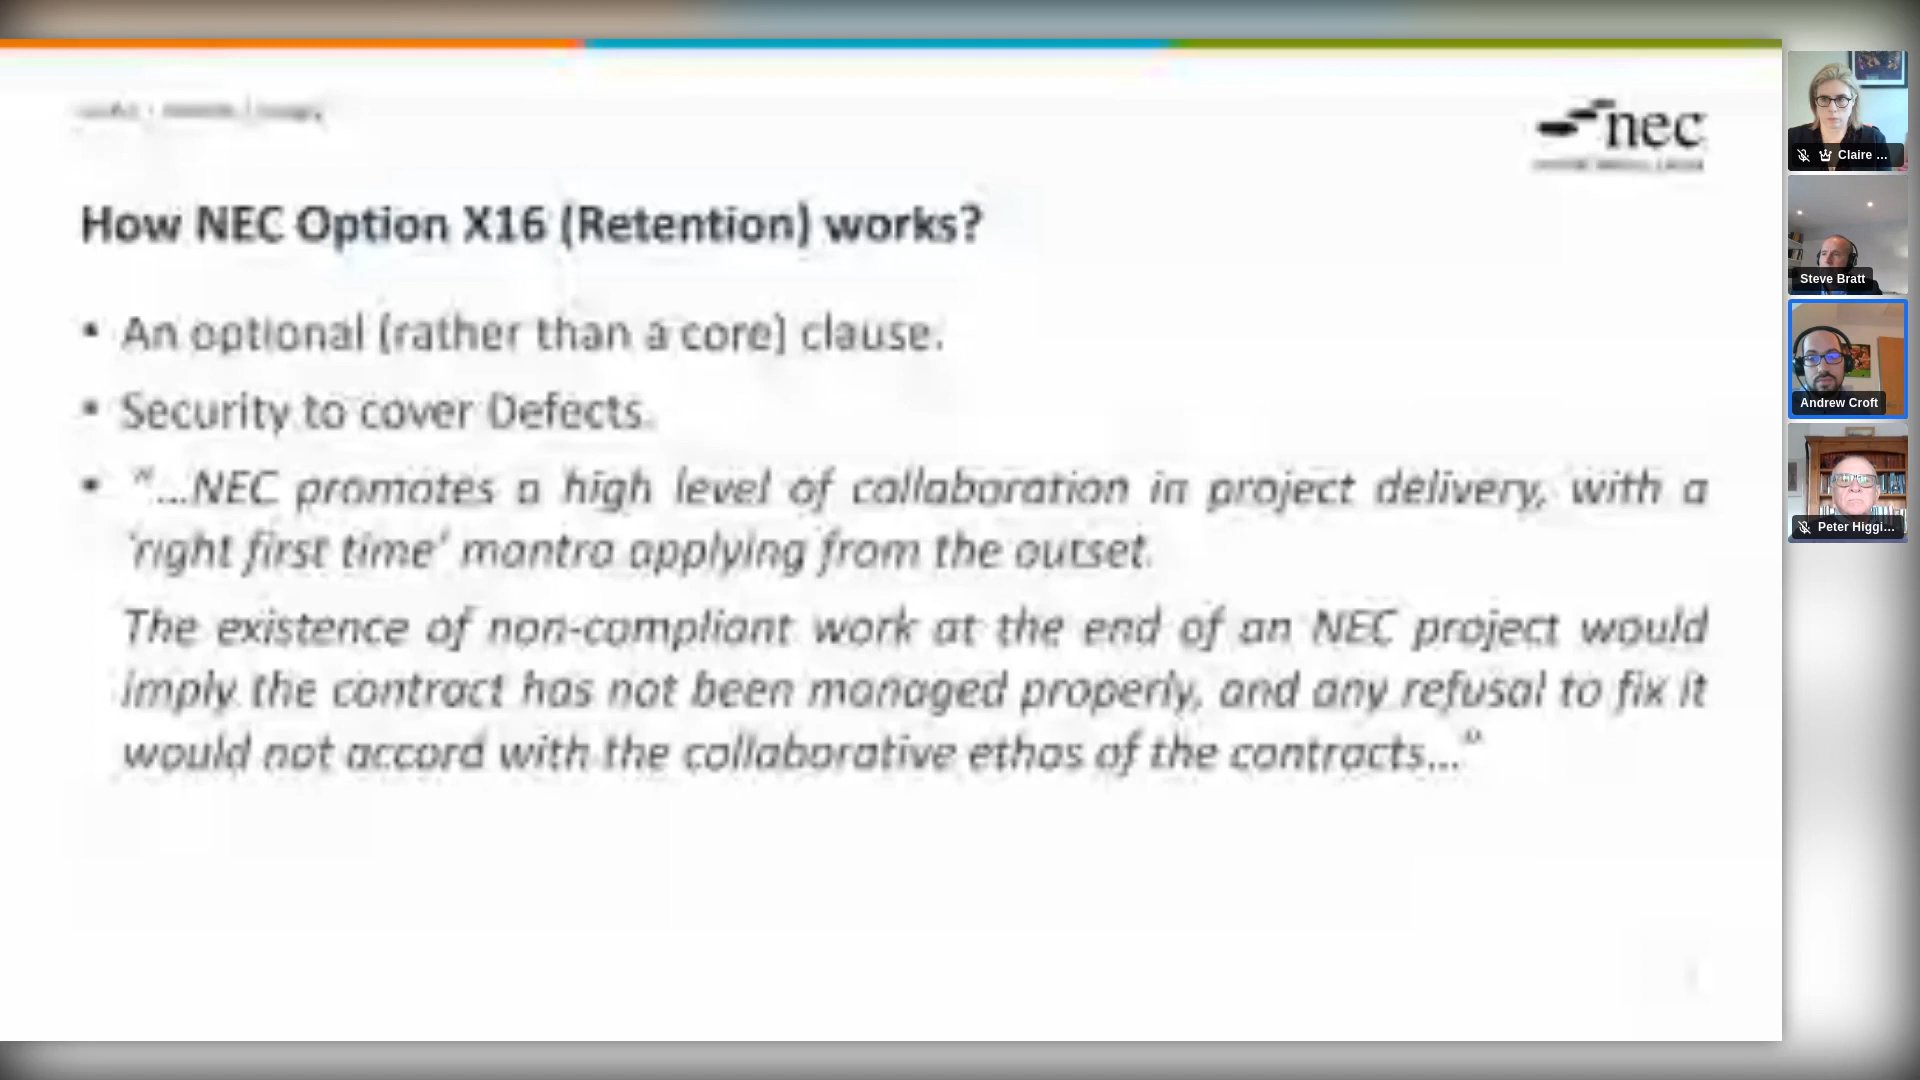 nec
How NEC Option X16 (Retention) works?
• An optional (rather than a core) clause.
• Security to cover Defects.
• "...NEC promotes a high level of collaboration in project delivery, with a
'right first time' mantra applying from the outset.
The existence of non-compliant work at the end of an NEC project would
imply the contract has not been managed properly, and any refusal to fix it
would not accord with the collaborative ethos of the contracts..."
Claire ...
Steve Bratt
Andrew Croft
Peter Higgi...